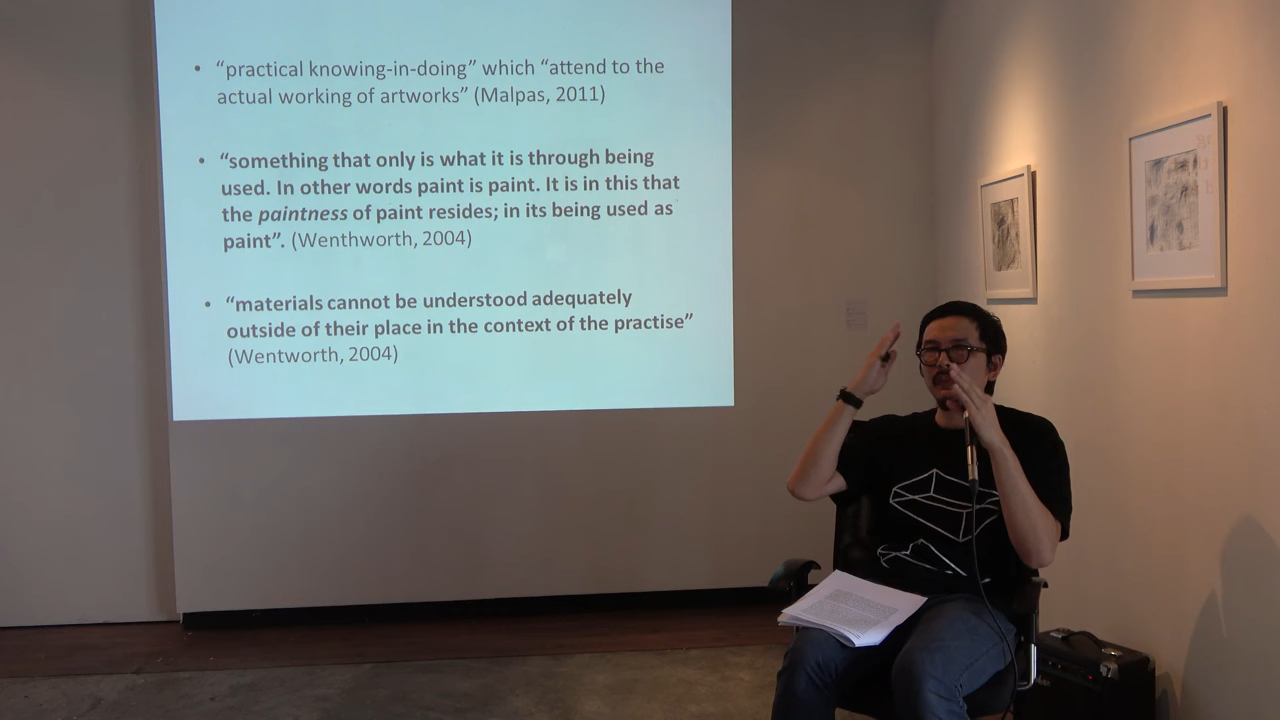 • “practical knowing-in-doing” which “attend to the
actual working of artworks” (Malpas, 2011)
• “something that only is what it is through being
used. In other words paint is paint. It is in this that
the paintness of paint resides; in its being used as
paint”. (Wenthworth, 2004)
• “materials cannot be understood adequately
outside of their place in the context of the practise”
(Wentworth, 2004)